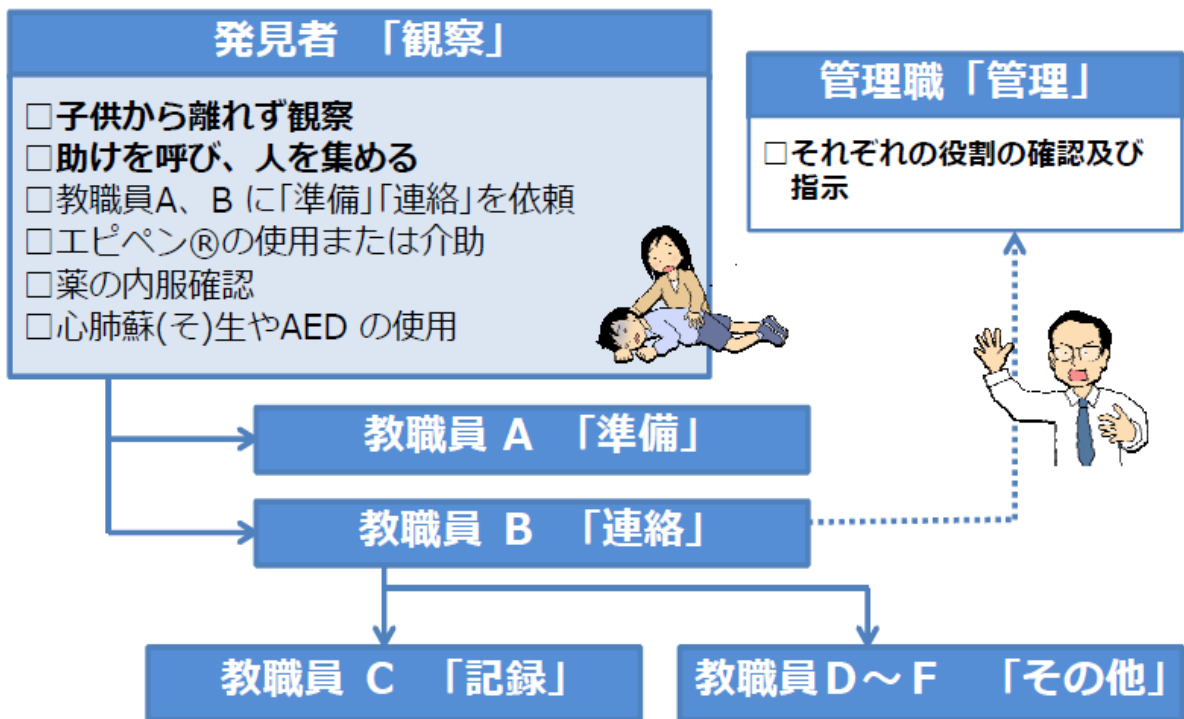 発見者 「観察」
□子供から離れず観察
□助けを呼び、人を集める
□教職員A、B に｢準備｣｢連絡｣を依頼
□エピペン®の使用または介助
□薬の内服確認
□心肺蘇(そ)生やAED の使用
管理職「管理」
□それぞれの役割の確認及び
指示
教職員 A 「準備」
教職員 B 「連絡」
教職員 C 「記録」
教職員D～F 「その他」